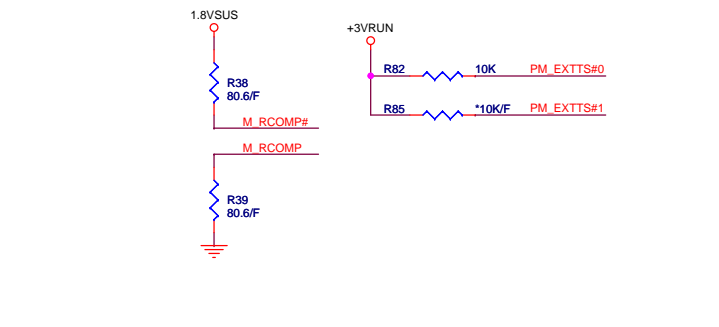 1.8VSUS
R38
80.6/F
M_RCOMP#
M_RCOMP
R39
80.6/F
+3VRUN
R82 10K PM_EXTTS#0
R85 *10K/F PM_EXTTS#1